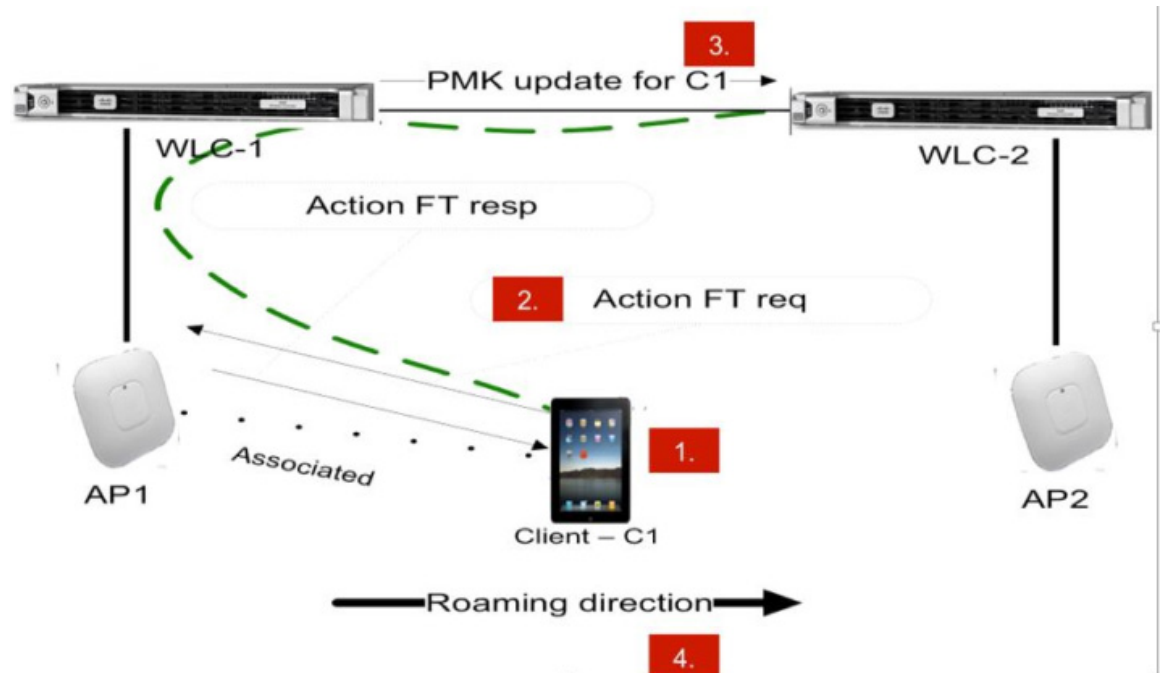 3.
PMK update for C1
WLC-1
WLC-2
Action FT resp
2.
Action FT req
1.
Associated
AP1
AP2
Client – C1
Roaming direction
4.